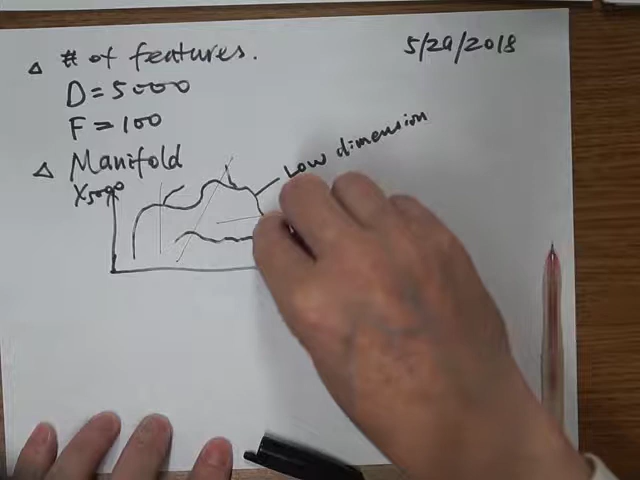 △ # of features.
5/29/2018
D=5000
F=100
△ Manifold
Low dimension
X5000